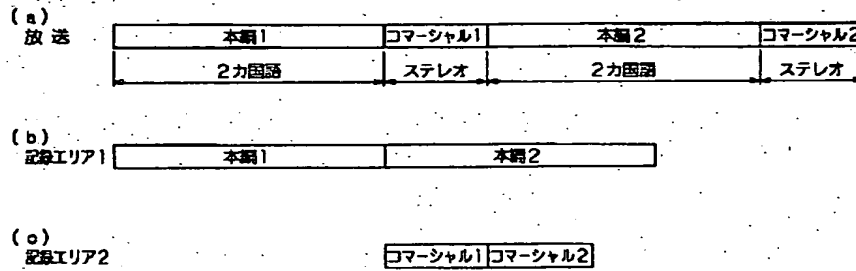 (a)
放送 本編1 コマーシャル1 本編2 コマーシャル2
2カ国語 ステレオ 2カ国語 ステレオ
(b)
記録エリア1 本編1 本編2
(c)
記録エリア2 コマーシャル1 コマーシャル2